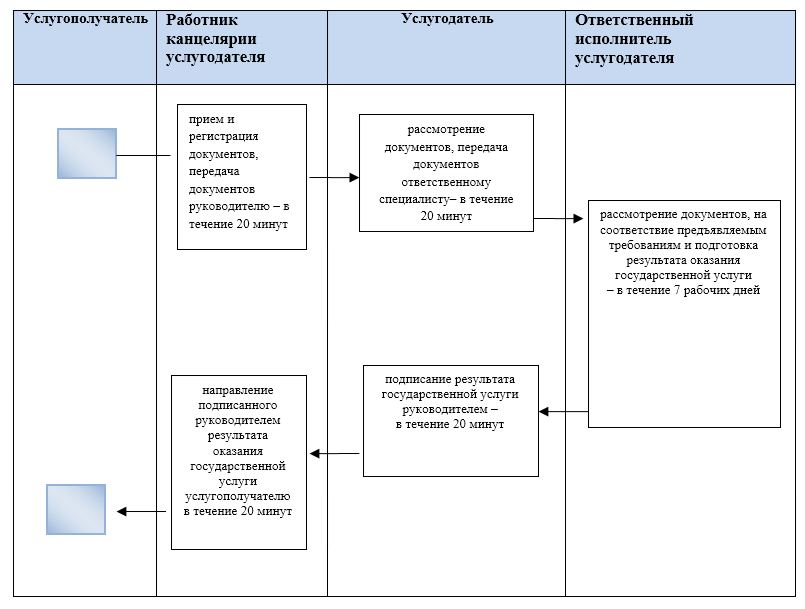 Услугополучатель
Работник
канцелярии
услугодателя
Услугодатель
Ответственный
исполнитель
услугодателя
прием и
регистрация
документов,
передача
документов
руководителю – в
течение 20 минут
рассмотрение
документов, передача
документов
ответственному
специалисту– в течение
20 минут
рассмотрение документов, на
соответствие предъявляемым
требованиям и подготовка
результата оказания
государственной услуги
– в течение 7 рабочих дней
подписание результата
государственной услуги
руководителем –
в течение 20 минут
направление
подписанного
руководителем
результата
оказания
государственной
услуги
услугополучателю
в течение 20 минут